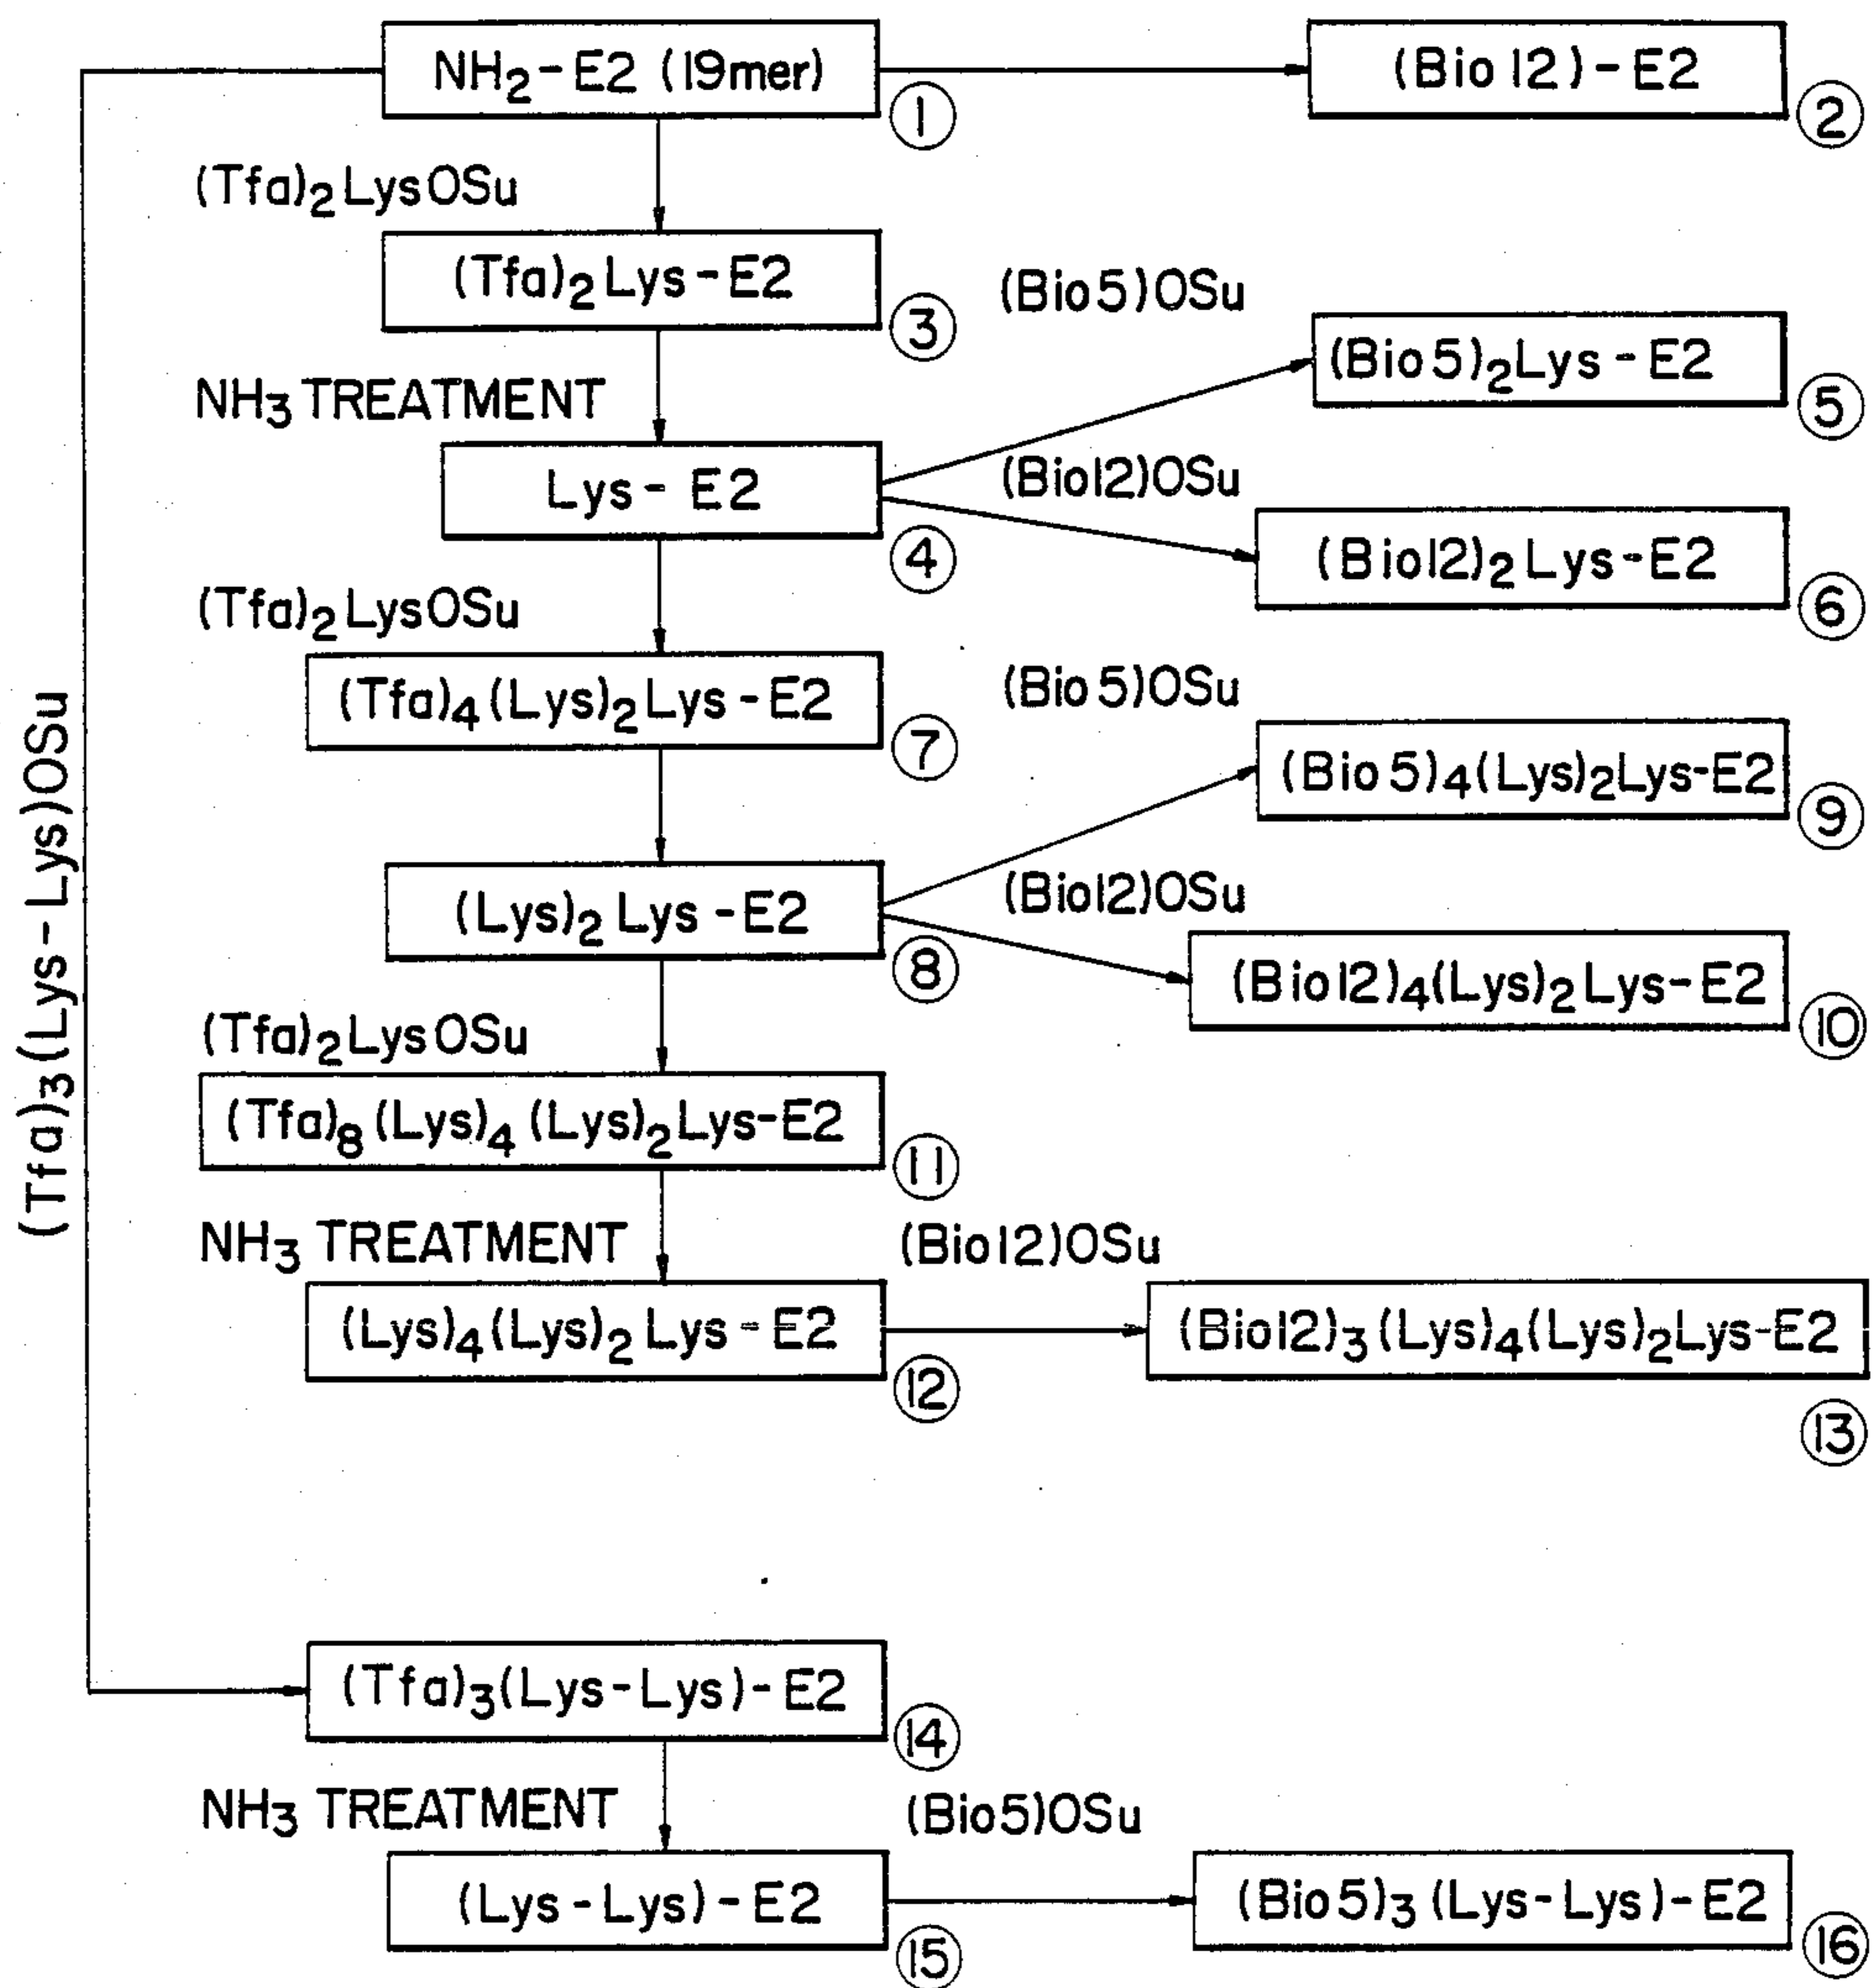 NH₂-E2 (19mer)
①
(Bio 12)-E2
②
(Tfa)₂LysOSu
(Tfa)₂Lys-E2
③
(Bio5)OSu
(Bio5)₂Lys-E2
⑤
NH₃ TREATMENT
Lys-E2
④
(Bio12)OSu
(Bio12)₂Lys-E2
⑥
(Tfa)₂LysOSu
(Tfa)₄(Lys)₂Lys-E2
⑦
(Bio5)OSu
(Bio5)₄(Lys)₂Lys-E2
⑨
(Lys)₂Lys-E2
⑧
(Bio12)OSu
(Bio12)₄(Lys)₂Lys-E2
⑩
(Tfa)₂LysOSu
(Tfa)₈(Lys)₄(Lys)₂Lys-E2
⑪
NH₃ TREATMENT
(Bio12)OSu
(Lys)₄(Lys)₂Lys-E2
⑫
(Bio12)₃(Lys)₄(Lys)₂Lys-E2
⑬
(Tfa)₃(Lys-Lys)OSu
(Tfa)₃(Lys-Lys)-E2
⑭
NH₃ TREATMENT
(Bio5)OSu
(Lys-Lys)-E2
⑮
(Bio5)₃(Lys-Lys)-E2
⑯